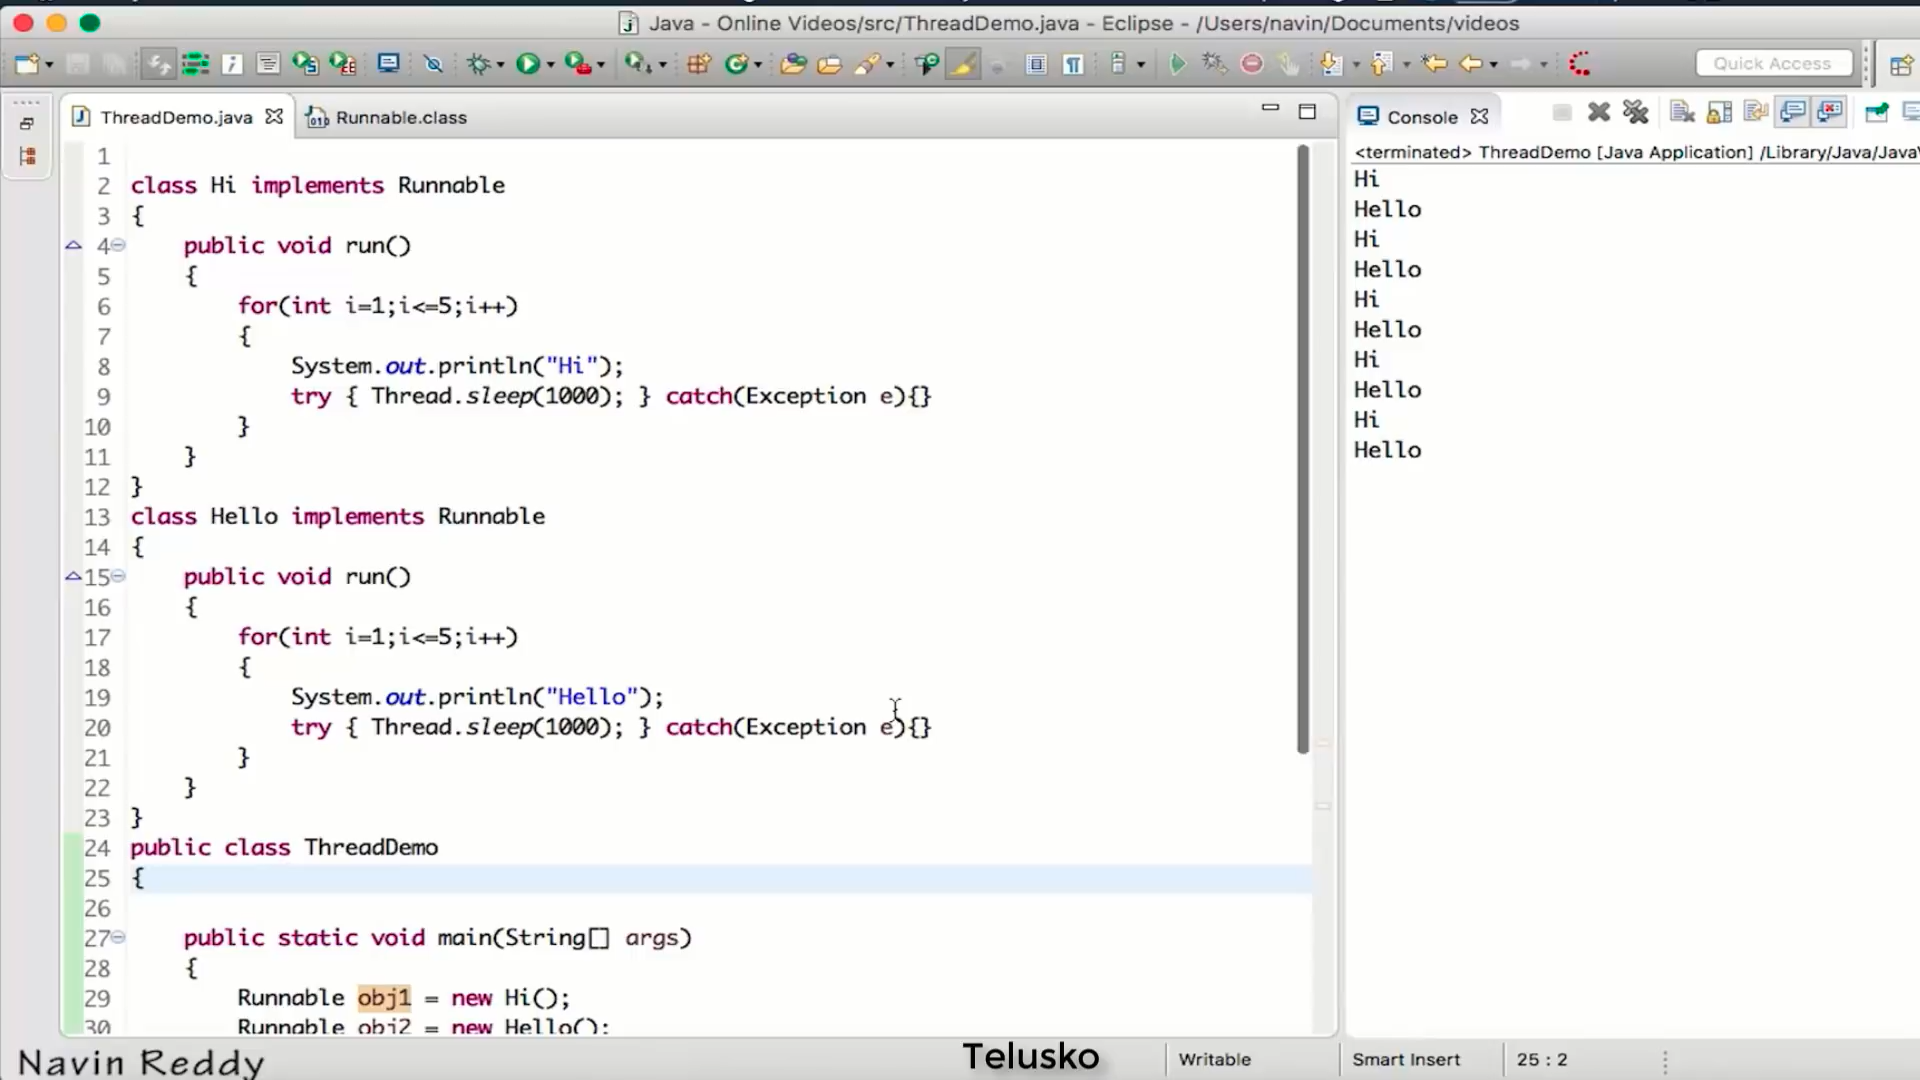 Java - Online Videos/src/ThreadDemo.java - Eclipse - /Users/navin/Documents/videos
Quick Access
ThreadDemo.java
Runnable.class
1
2 class Hi implements Runnable
3 {
4 public void run()
5 {
6 for(int i=1;i<=5;i++)
7 {
8 System.out.println("Hi");
9 try { Thread.sleep(1000); } catch(Exception e){}
10 }
11 }
12 }
13 class Hello implements Runnable
14 {
15 public void run()
16 {
17 for(int i=1;i<=5;i++)
18 {
19 System.out.println("Hello");
20 try { Thread.sleep(1000); } catch(Exception e){}
21 }
22 }
23 }
24 public class ThreadDemo
25 {
26
27 public static void main(String[] args)
28 {
29 Runnable obj1 = new Hi();
30 Runnable obj2 = new Hello();
Console
<terminated> ThreadDemo [Java Application] /Library/Java/Java
Hi
Hello
Hi
Hello
Hi
Hello
Hi
Hello
Hi
Hello
Navin Reddy
Telusko
Writable
Smart Insert
25 : 2